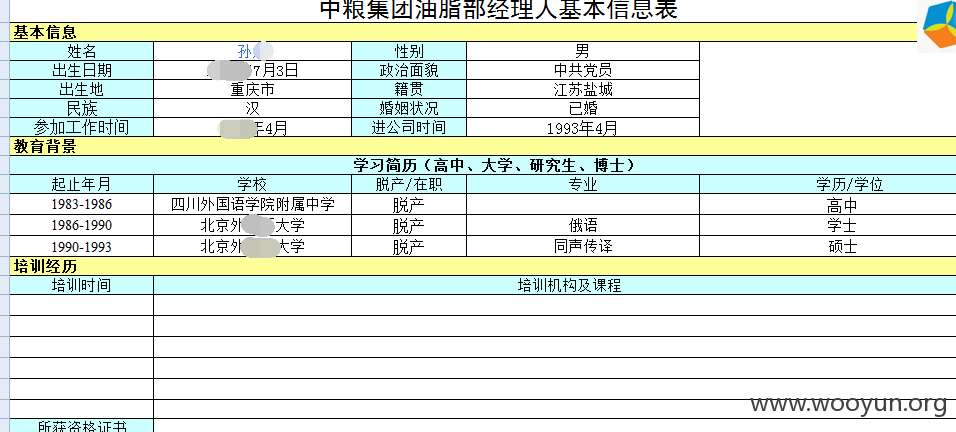 中粮集团油脂部经理人基本信息表
基本信息
姓名 孙 性别 男
出生日期 7月3日 政治面貌 中共党员
出生地 重庆市 籍贯 江苏盐城
民族 汉 婚姻状况 已婚
参加工作时间 年4月 进公司时间 1993年4月
教育背景
学习简历（高中、大学、研究生、博士）
起止年月 学校 脱产/在职 专业 学历/学位
1983-1986 四川外国语学院附属中学 脱产 高中
1986-1990 北京外 大学 脱产 俄语 学士
1990-1993 北京外 大学 脱产 同声传译 硕士
培训经历
培训时间 培训机构及课程
所获资格证书
www.wooyun.org